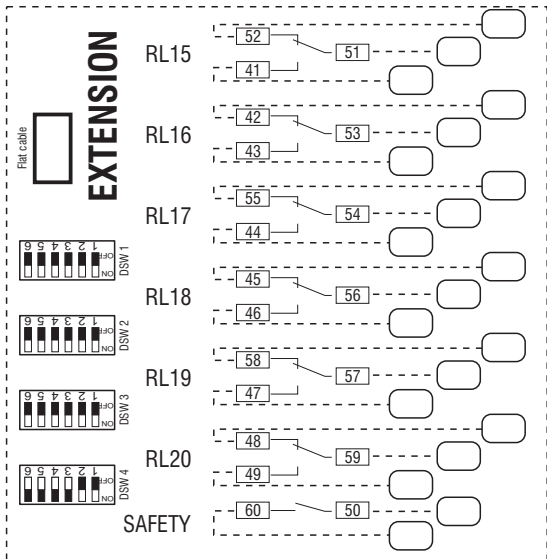 EXTENSION
Flat cable
RL15
52
51
41
RL16
42
53
43
RL17
55
54
44
RL18
45
56
46
RL19
58
57
47
RL20
48
59
49
SAFETY
60
50
1 2 3 4 5 6
OFF
ON
DSW 1
1 2 3 4 5 6
OFF
ON
DSW 2
1 2 3 4 5 6
OFF
ON
DSW 3
1 2 3 4 5 6
OFF
ON
DSW 4